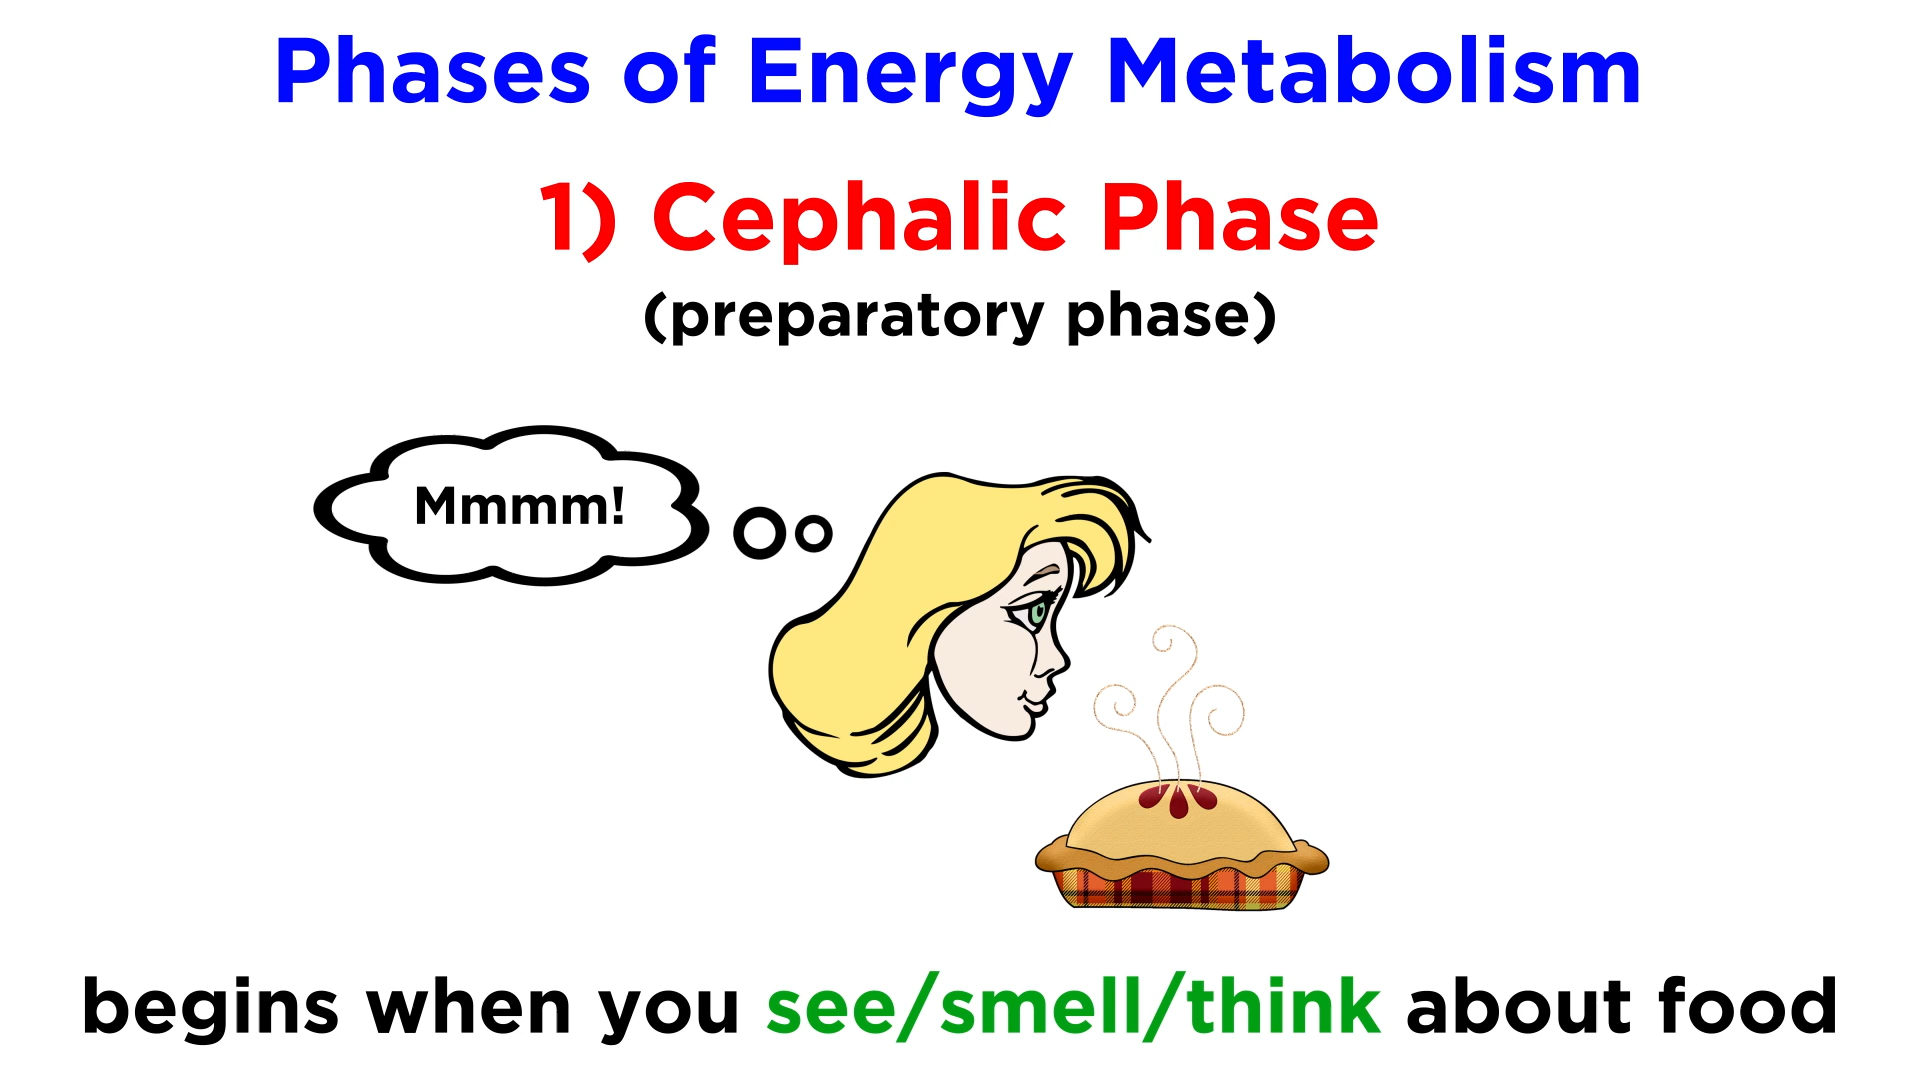 Phases of Energy Metabolism
1) Cephalic Phase
(preparatory phase)
Mmmm!
begins when you see/smell/think about food